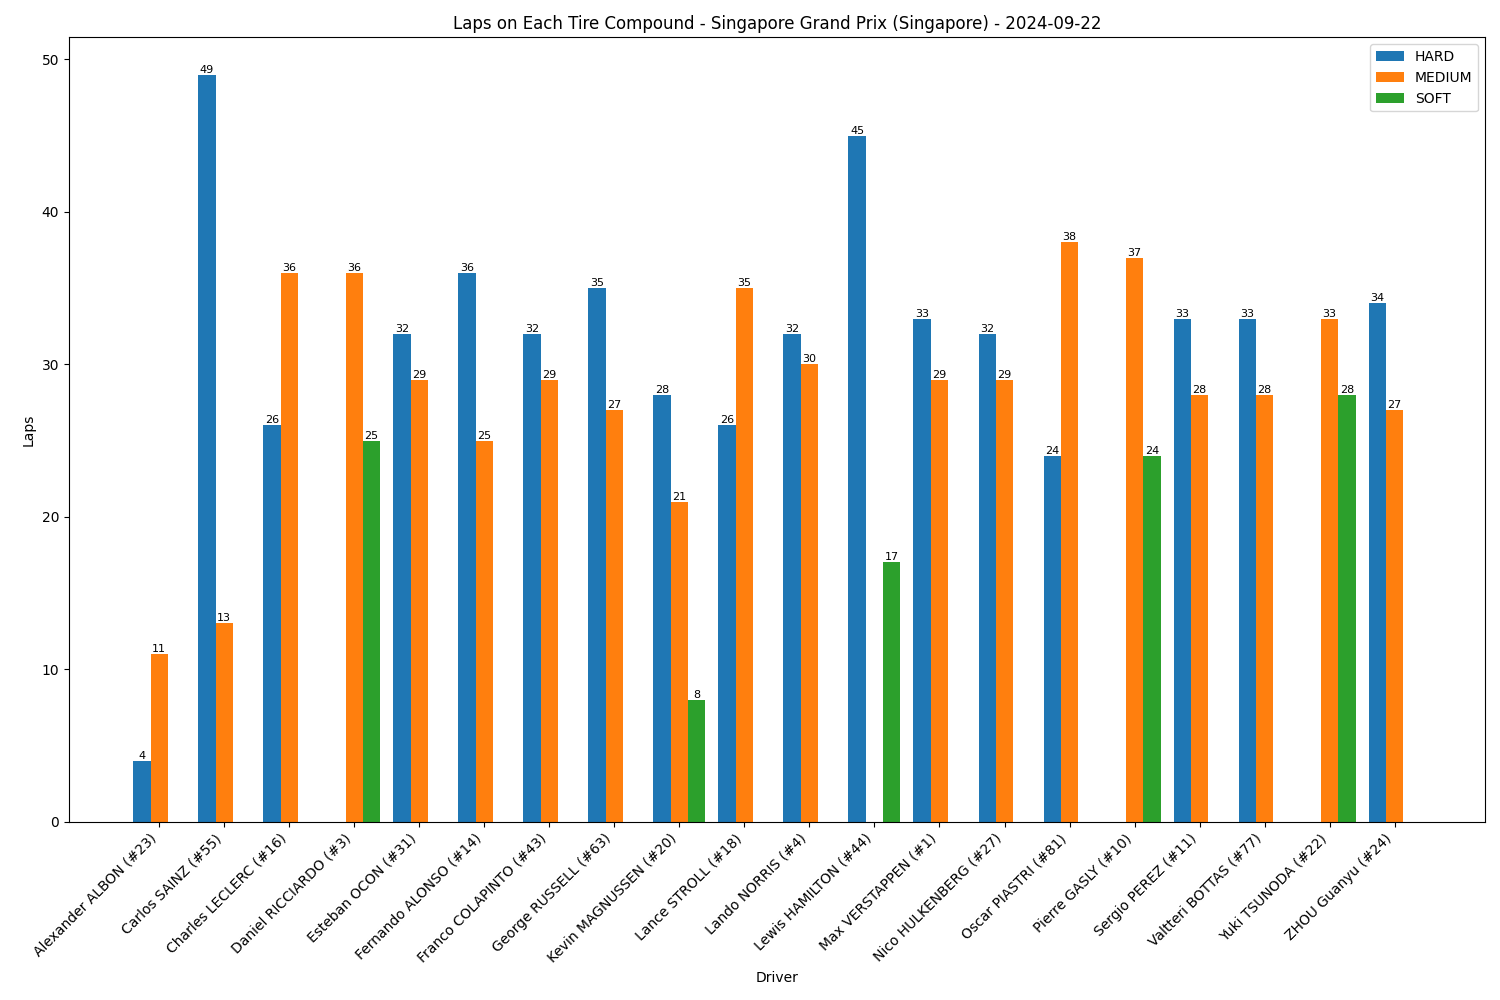 Laps on Each Tire Compound - Singapore Grand Prix (Singapore) - 2024-09-22
HARD
MEDIUM
SOFT
Laps
50
40
30
20
10
0
4
11
49
13
26
36
36
25
32
29
36
25
32
29
35
27
28
21
8
26
35
32
30
45
17
33
29
32
29
24
38
37
24
33
28
33
28
33
28
34
27
Alexander ALBON (#23)
Carlos SAINZ (#55)
Charles LECLERC (#16)
Daniel RICCIARDO (#3)
Esteban OCON (#31)
Fernando ALONSO (#14)
Franco COLAPINTO (#43)
George RUSSELL (#63)
Kevin MAGNUSSEN (#20)
Lance STROLL (#18)
Lando NORRIS (#4)
Lewis HAMILTON (#44)
Max VERSTAPPEN (#1)
Nico HULKENBERG (#27)
Oscar PIASTRI (#81)
Pierre GASLY (#10)
Sergio PEREZ (#11)
Valtteri BOTTAS (#77)
Yuki TSUNODA (#22)
ZHOU Guanyu (#24)
Driver